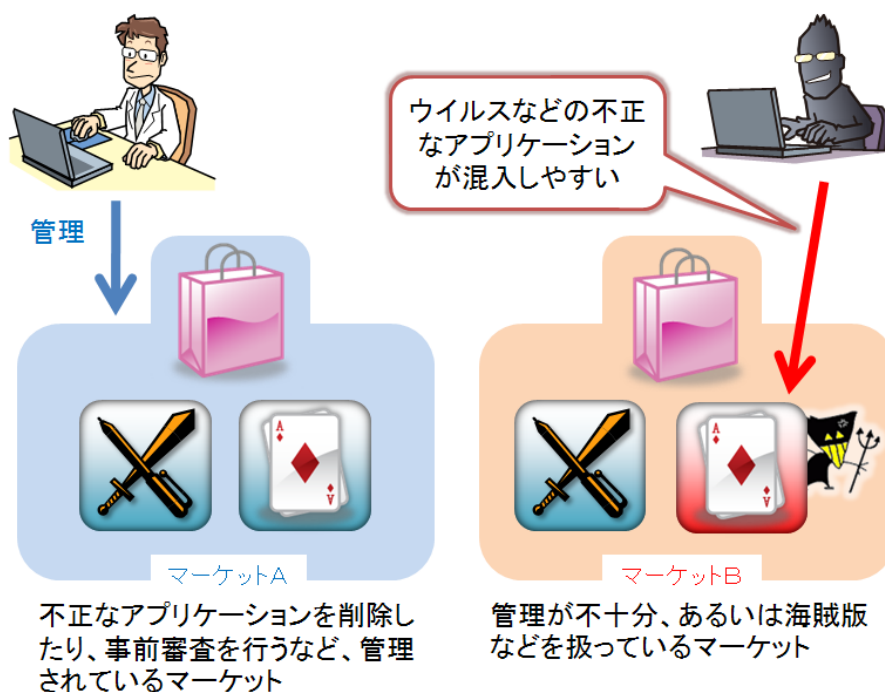 ウイルスなどの不正
なアプリケーション
が混入しやすい
管理
A
A
A
A
マーケットA
マーケットB
不正なアプリケーションを削除し
たり、事前審査を行うなど、管理
されているマーケット
管理が不十分、あるいは海賊版
などを扱っているマーケット